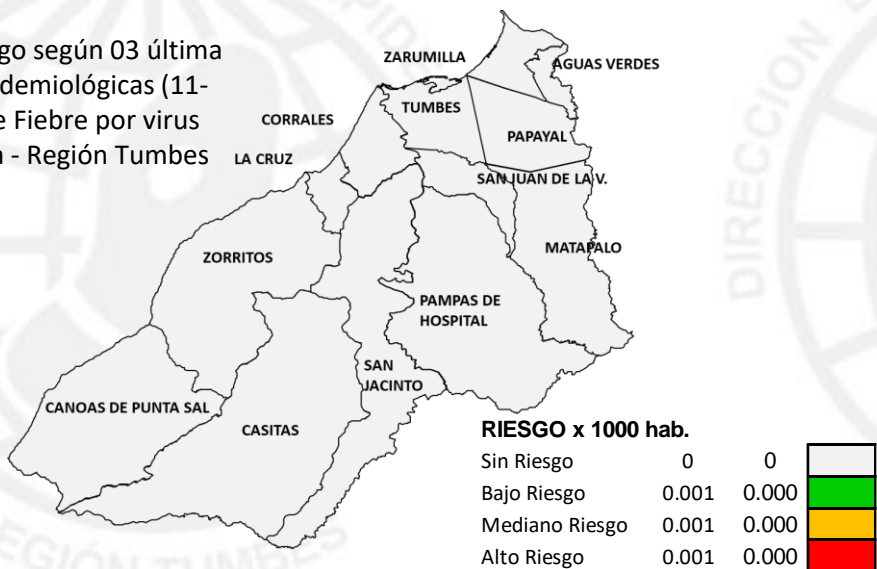 go según 03 última
demiológicas (11-
e Fiebre por virus
- Región Tumbes
ZARUMILLA
AGUAS VERDES
TUMBES
CORRALES
PAPAYAL
LA CRUZ
SAN JUAN DE LA V.
MATAPALO
ZORRITOS
PAMPAS DE
HOSPITAL
SAN
JACINTO
CANOAS DE PUNTA SAL
CASITAS
RIESGO x 1000 hab.
Sin Riesgo 0 0
Bajo Riesgo 0.001 0.000
Mediano Riesgo 0.001 0.000
Alto Riesgo 0.001 0.000
DIRECCION
REGIÓN TUMBES